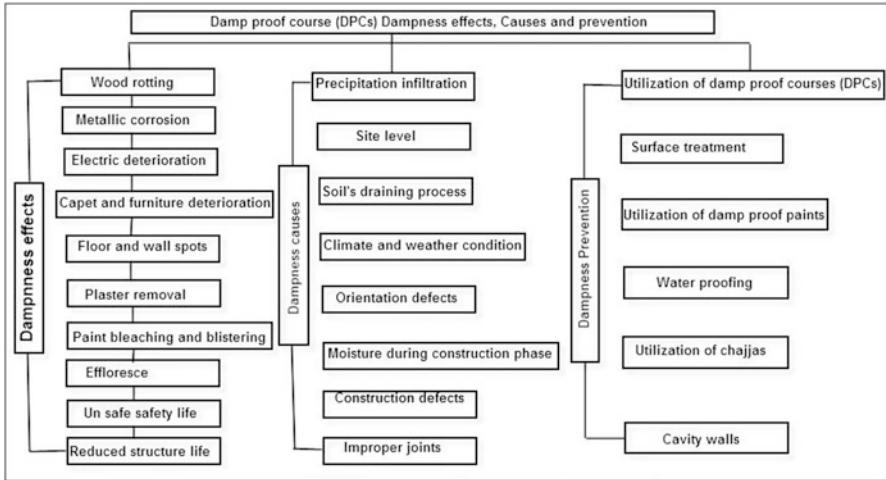 Damp proof course (DPCs) Dampness effects, Causes and prevention
Dampnness effects
Wood rotting
Metallic corrosion
Electric deterioration
Capet and furniture deterioration
Floor and wall spots
Plaster removal
Paint bleaching and blistering
Effloresce
Un safe safety life
Reduced structure life
Dampness causes
Precipitation infiltration
Site level
Soil's draining process
Climate and weather condition
Orientation defects
Moisture during construction phase
Construction defects
Improper joints
Dampness Prevention
Utilization of damp proof courses (DPCs)
Surface treatment
Utilization of damp proof paints
Water proofing
Utilization of chajjas
Cavity walls